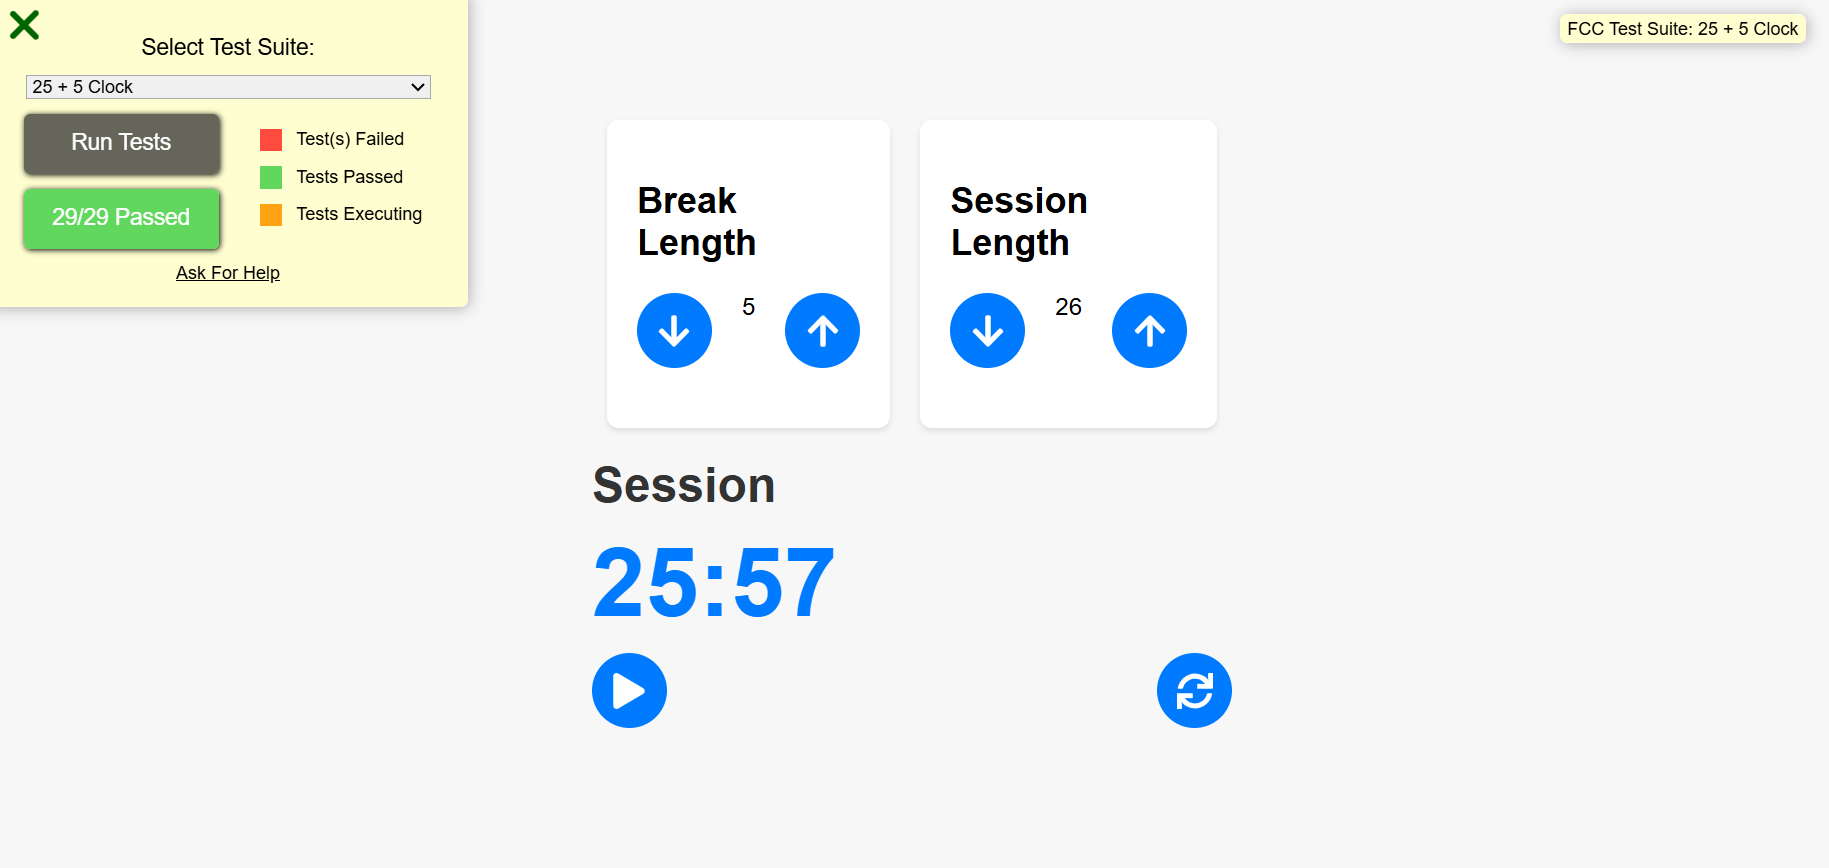 Select Test Suite:
25 + 5 Clock
Run Tests
29/29 Passed
Test(s) Failed
Tests Passed
Tests Executing
Ask For Help
FCC Test Suite: 25 + 5 Clock
Break
Length
5
Session
Length
26
Session
25:57